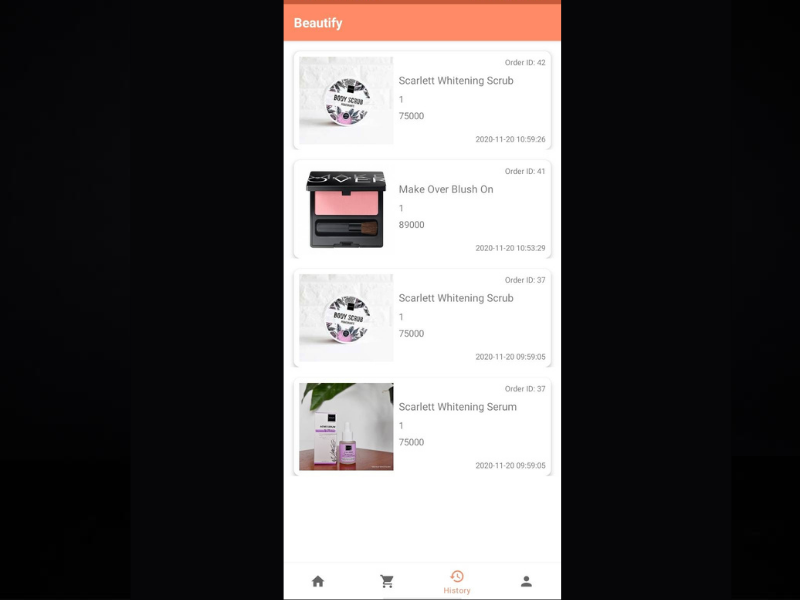 Beautify
Order ID: 42
BODY SCRUB
Scarlett Whitening Scrub
1
75000
2020-11-20 10:59:26
Order ID: 41
Make Over Blush On
1
89000
2020-11-20 10:53:29
Order ID: 37
BODY SCRUB
Scarlett Whitening Scrub
1
75000
2020-11-20 09:59:05
Order ID: 37
Scarlett Whitening Serum
1
75000
2020-11-20 09:59:05
History